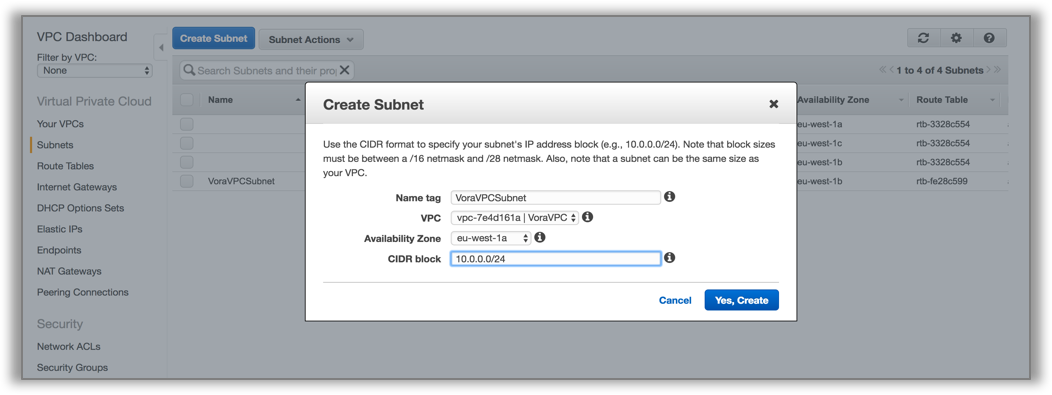 VPC Dashboard
Filter by VPC:
None
Virtual Private Cloud
Your VPCs
Subnets
Route Tables
Internet Gateways
DHCP Options Sets
Elastic IPs
Endpoints
NAT Gateways
Peering Connections
Security
Network ACLs
Security Groups
Create Subnet
Subnet Actions
Search Subnets and their pro
1 to 4 of 4 Subnets
Name
Availability Zone
Route Table
eu-west-1a
rtb-3328c554
eu-west-1c
rtb-3328c554
eu-west-1b
rtb-3328c554
VoraVPCSubnet
eu-west-1b
rtb-fe28c599
Create Subnet
Use the CIDR format to specify your subnet's IP address block (e.g., 10.0.0.0/24). Note that block sizes
must be between a /16 netmask and /28 netmask. Also, note that a subnet can be the same size as
your VPC.
Name tag VoraVPCSubnet
VPC vpc-7e4d161a | VoraVPC
Availability Zone eu-west-1a
CIDR block 10.0.0.0/24
Cancel
Yes, Create